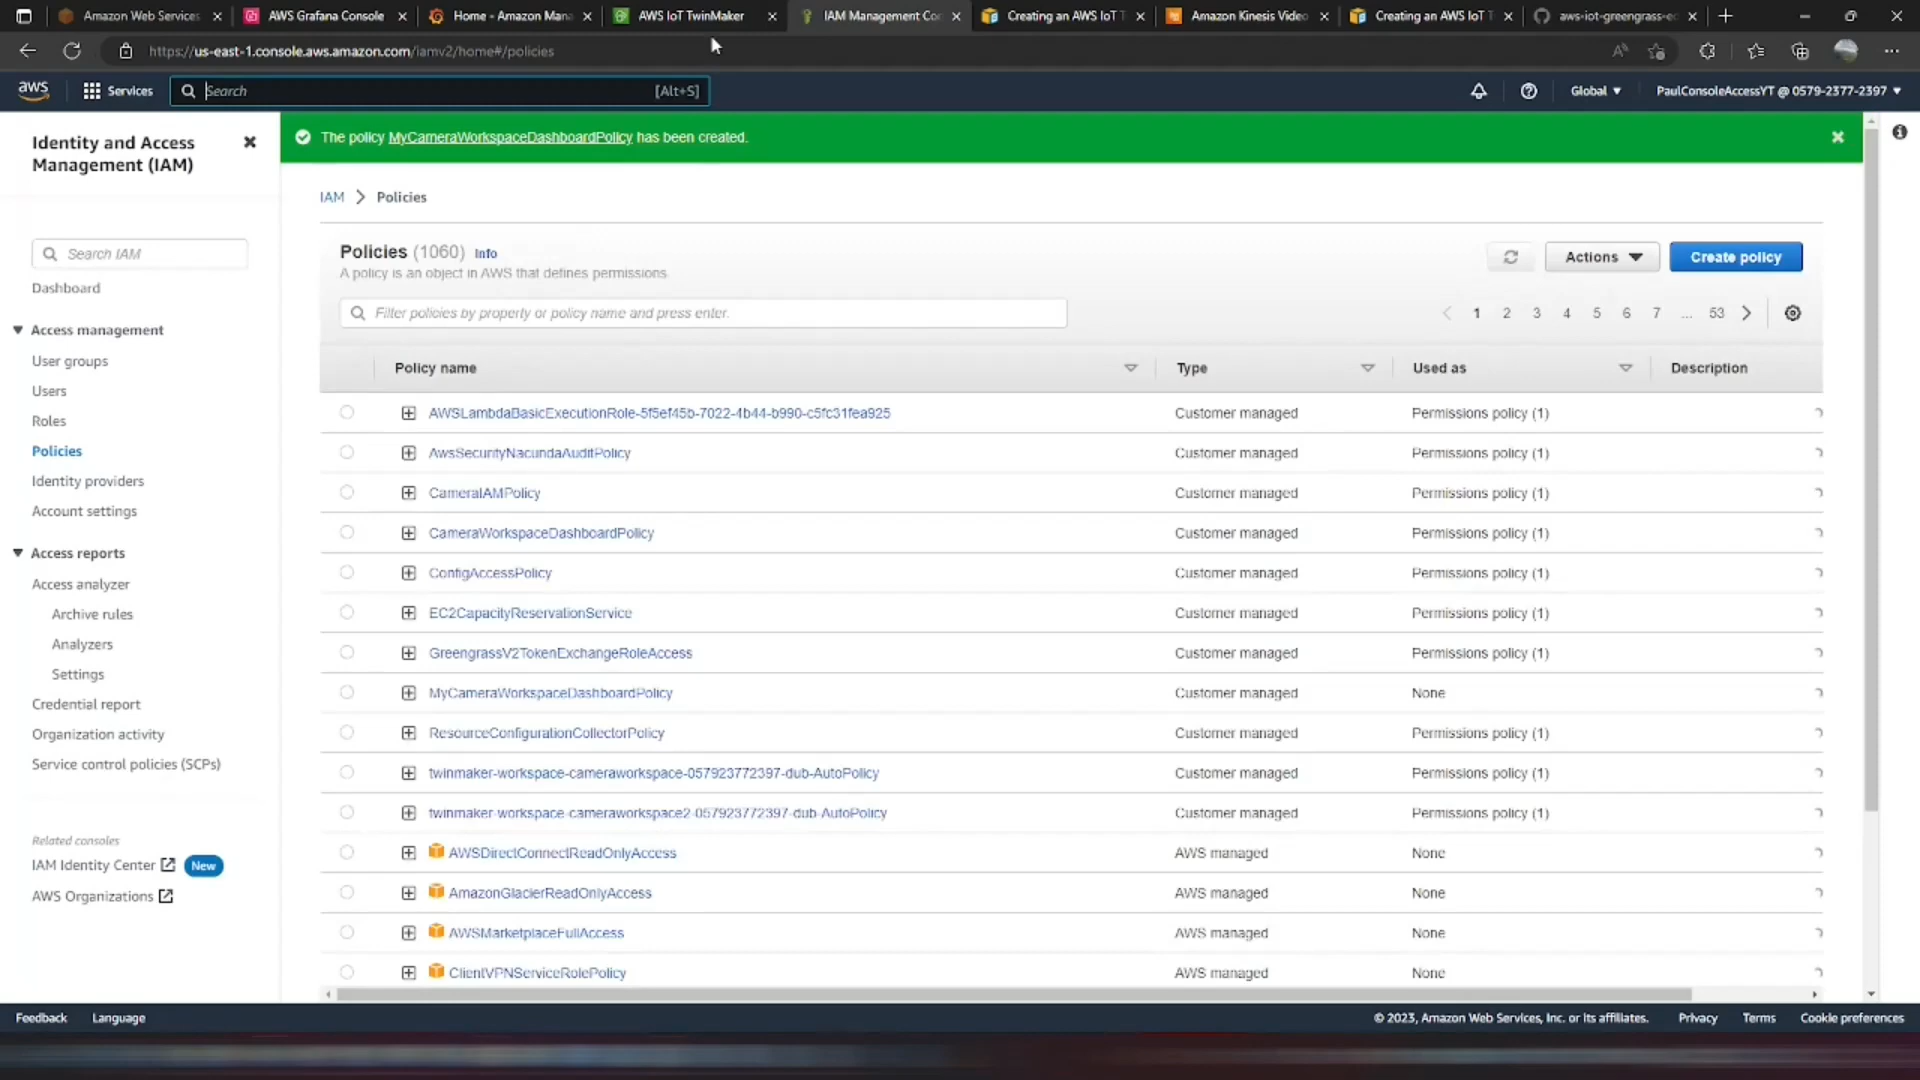 Amazon Web Services
AWS Grafana Console
Home - Amazon Mana
AWS IoT TwinMaker
IAM Management Co
Creating an AWS IoT T
Amazon Kinesis Video
Creating an AWS IoT T
aws-iot-greengrass-ec
https://us-east-1.console.aws.amazon.com/iamv2/home#/policies
aws
Services
Search
[Alt+S]
Global
PaulConsoleAccessYT @ 0579-2377-2397
Identity and Access
Management (IAM)
Search IAM
Dashboard
Access management
User groups
Users
Roles
Policies
Identity providers
Account settings
Access reports
Access analyzer
Archive rules
Analyzers
Settings
Credential report
Organization activity
Service control policies (SCPs)
Related consoles
IAM Identity Center New
AWS Organizations
The policy MyCameraWorkspaceDashboardPolicy has been created.
IAM > Policies
Policies (1060) Info
A policy is an object in AWS that defines permissions.
Actions
Create policy
Filter policies by property or policy name and press enter.
1 2 3 4 5 6 7 ... 53
Policy name Type Used as Description
AWSLambdaBasicExecutionRole-5f5ef45b-7022-4b44-b990-c5fc31fea925 Customer managed Permissions policy (1)
AwsSecurityNacundaAuditPolicy Customer managed Permissions policy (1)
CameraIAMPolicy Customer managed Permissions policy (1)
CameraWorkspaceDashboardPolicy Customer managed Permissions policy (1)
ConfigAccessPolicy Customer managed Permissions policy (1)
EC2CapacityReservationService Customer managed Permissions policy (1)
GreengrassV2TokenExchangeRoleAccess Customer managed Permissions policy (1)
MyCameraWorkspaceDashboardPolicy Customer managed None
ResourceConfigurationCollectorPolicy Customer managed Permissions policy (1)
twinmaker-workspace-cameraworkspace-057923772397-dub-AutoPolicy Customer managed Permissions policy (1)
twinmaker-workspace-cameraworkspace2-057923772397-dub-AutoPolicy Customer managed Permissions policy (1)
AWSDirectConnectReadOnlyAccess AWS managed None
AmazonGlacierReadOnlyAccess AWS managed None
AWSMarketplaceFullAccess AWS managed None
ClientVPNServiceRolePolicy AWS managed None
Feedback Language
© 2023, Amazon Web Services, Inc. or its affiliates. Privacy Terms Cookie preferences